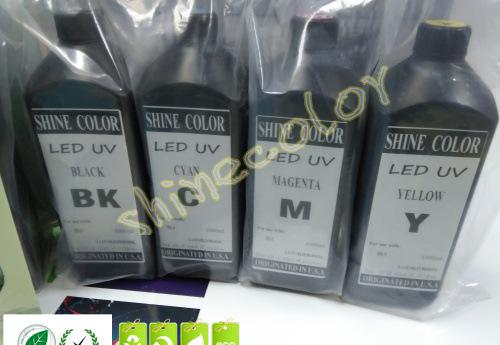 SHINE COLOR
LED UV
BLACK
BK
ORIGINATED IN U.S.A
SHINE COLOR
LED UV
CYAN
C
ORIGINATED IN U.S.A
SHINE COLOR
LED UV
MAGENTA
M
ORIGINATED IN U.S.A
SHINE COLOR
LED UV
YELLOW
Y
ORIGINATED IN U.S.A
shinecolor